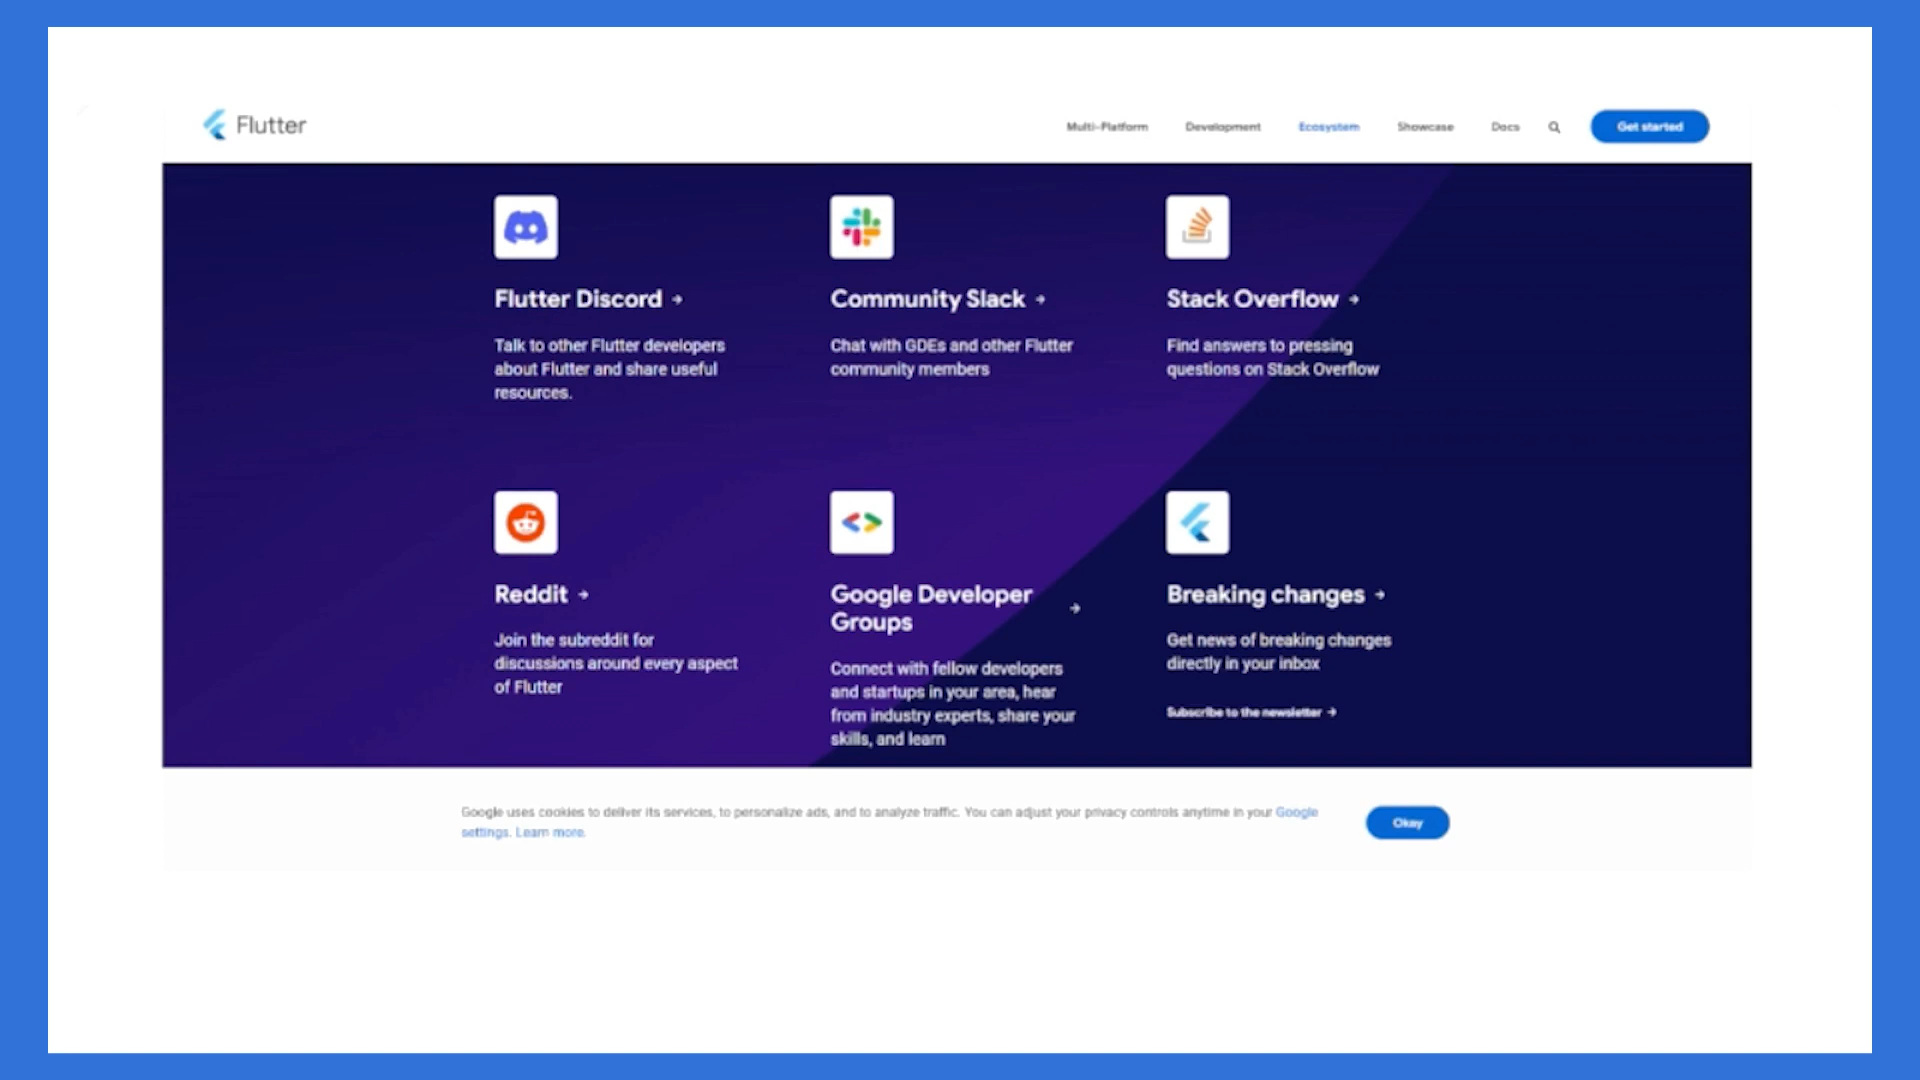 Flutter
Multi-Platform
Development
Ecosystem
Showcase
Docs
Get started
Flutter Discord →
Talk to other Flutter developers
about Flutter and share useful
resources.
Community Slack →
Chat with GDEs and other Flutter
community members
Stack Overflow →
Find answers to pressing
questions on Stack Overflow
Reddit →
Join the subreddit for
discussions around every aspect
of Flutter
Google Developer
Groups →
Connect with fellow developers
and startups in your area, hear
from industry experts, share your
skills, and learn
Breaking changes →
Get news of breaking changes
directly in your inbox
Subscribe to the newsletter →
Google uses cookies to deliver its services, to personalize ads, and to analyze traffic. You can adjust your privacy controls anytime in your Google
settings. Learn more.
Okay